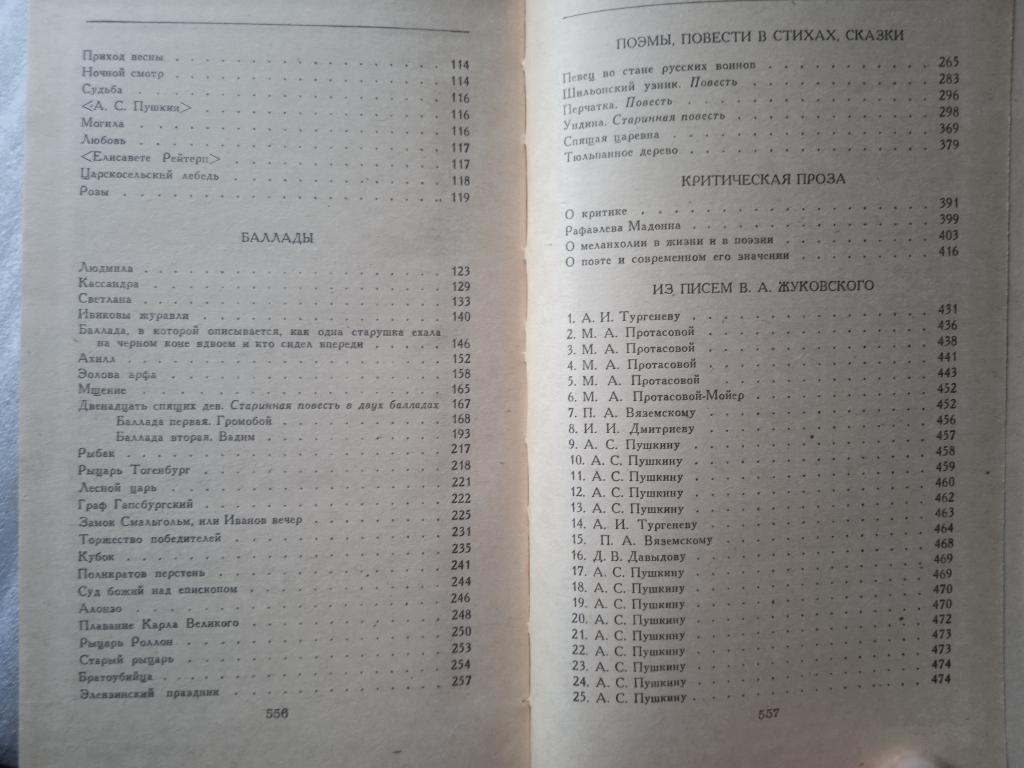 Приход весны . . . 114
Ночной смотр . . . 114
Судьба . . . 116
<А. С. Пушкин> . . . 116
Могила . . . 116
Любовь . . . 117
<Елисавете Рейтерн> . . . 117
Царскосельский лебедь . . . 118
Розы . . . 119
БАЛЛАДЫ
Людмила . . . 123
Кассандра . . . 129
Светлана . . . 133
Ивиковы журавли . . . 140
Баллада, в которой описывается, как одна старушка ехала
на черном коне вдвоем и кто сидел впереди . . . 146
Ахилл . . . 152
Эолова арфа . . . 158
Мщение . . . 165
Двенадцать спящих дев. Старинная повесть в двух балладах 167
Баллада первая. Громобой . . . 168
Баллада вторая. Вадим . . . 193
Рыбак . . . 217
Рыцарь Тогенбург . . . 218
Лесной царь . . . 221
Граф Гапсбургский . . . 222
Замок Смальгольм, или Иванов вечер . . . 225
Торжество победителей . . . 231
Кубок . . . 235
Поликратов перстень . . . 241
Суд божий над епископом . . . 244
Алонзо . . . 246
Плавание Карла Великого . . . 248
Рыцарь Роллон . . . 250
Старый рыцарь . . . 253
Братоубийца . . . 254
Элевзинский праздник . . . 257
556
ПОЭМЫ, ПОВЕСТИ В СТИХАХ, СКАЗКИ
Певец во стане русских воинов . . . 265
Шильонский узник. Повесть . . . 283
Перчатка. Повесть . . . 296
Ундина. Старинная повесть . . . 298
Спящая царевна . . . 369
Тюльпанное дерево . . . 379
КРИТИЧЕСКАЯ ПРОЗА
О критике . . . 391
Рафаэлева Мадонна . . . 399
О меланхолии в жизни и в поэзии . . . 403
О поэте и современном его значении . . . 416
ИЗ ПИСЕМ В. А. ЖУКОВСКОГО
1. А. И. Тургеневу . . . 431
2. М. А. Протасовой . . . 436
3. М. А. Протасовой . . . 438
4. М. А. Протасовой . . . 441
5. М. А. Протасовой . . . 443
6. М. А. Протасовой-Мойер . . . 452
7. П. А. Вяземскому . . . 452
8. И. И. Дмитриеву . . . 456
9. А. С. Пушкину . . . 457
10. А. С. Пушкину . . . 458
11. А. С. Пушкину . . . 459
12. А. С. Пушкину . . . 460
13. А. С. Пушкину . . . 462
14. А. И. Тургеневу . . . 463
15. П. А. Вяземскому . . . 464
16. Д. В. Давыдову . . . 468
17. А. С. Пушкину . . . 469
18. А. С. Пушкину . . . 469
19. А. С. Пушкину . . . 470
20. А. С. Пушкину . . . 470
21. А. С. Пушкину . . . 472
22. А. С. Пушкину . . . 473
23. А. С. Пушкину . . . 473
24. А. С. Пушкину . . . 474
25. А. С. Пушкину . . . 474
557